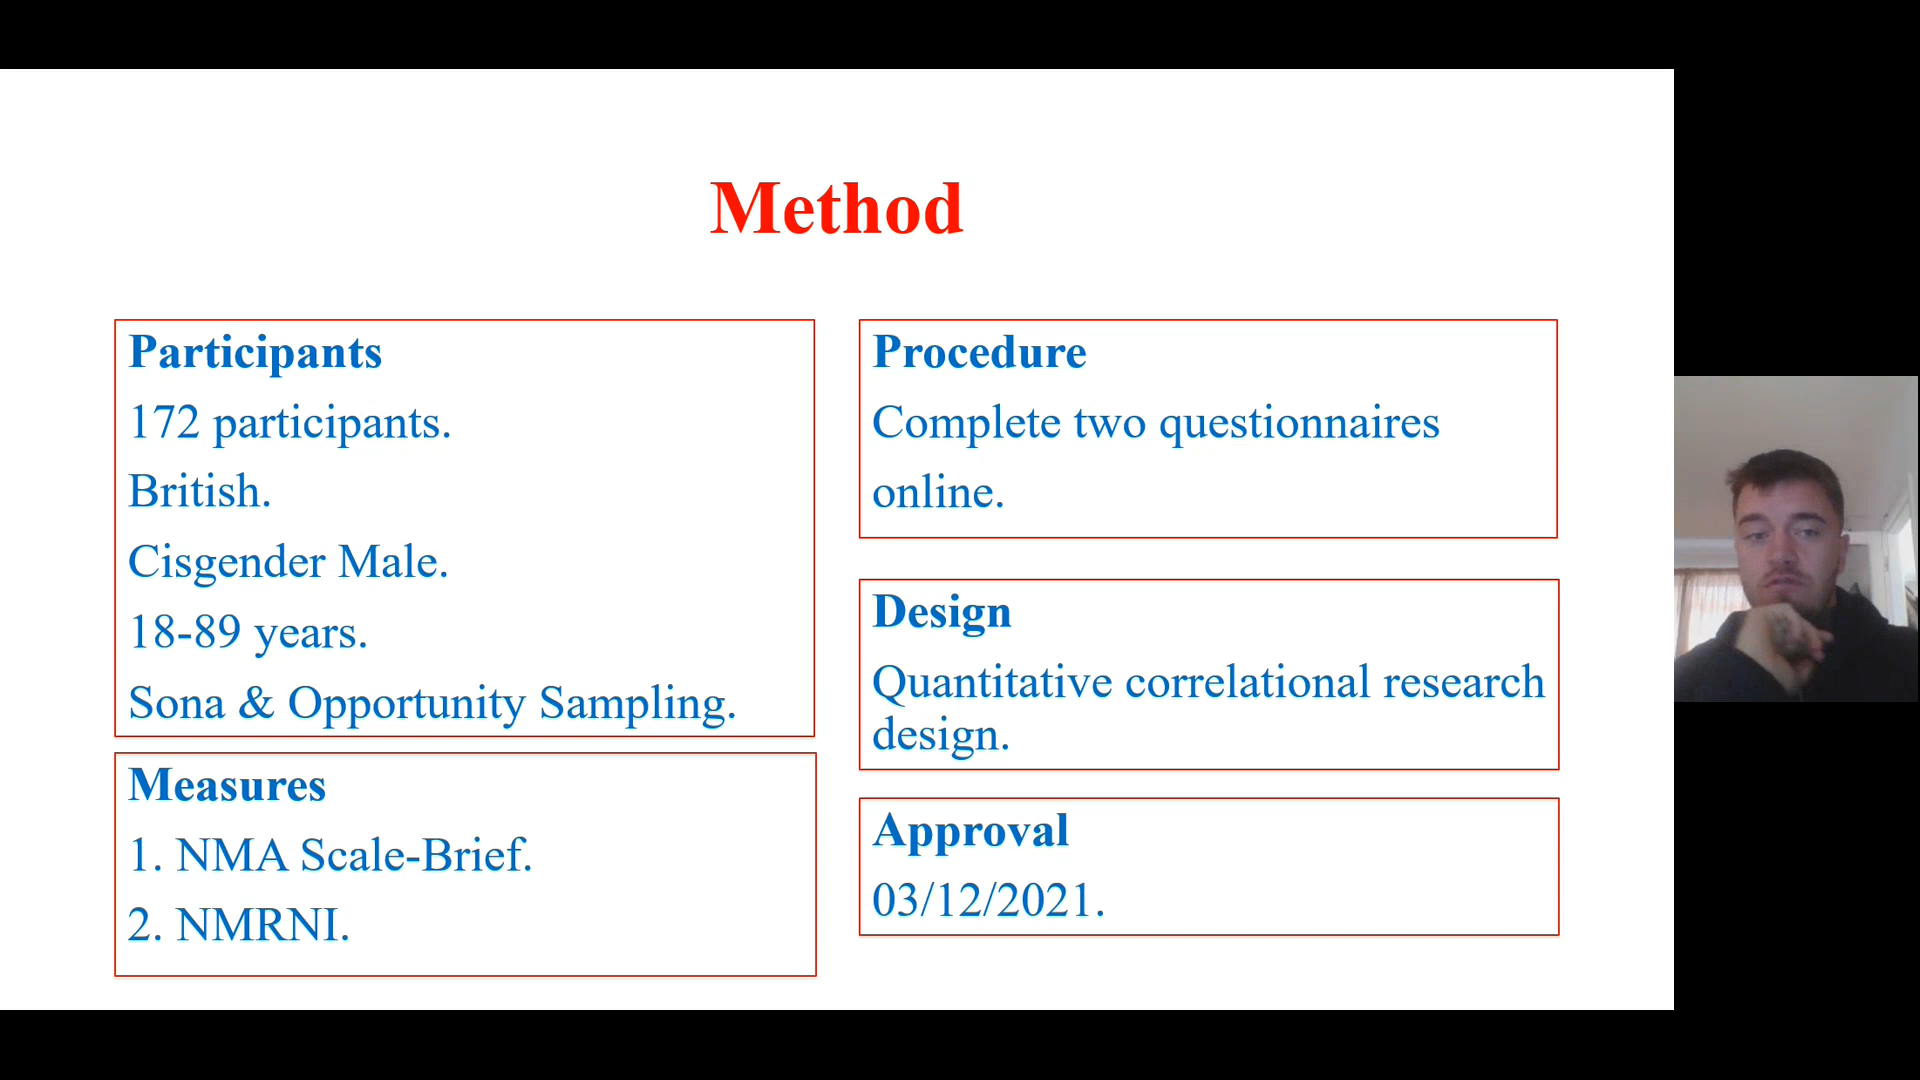 Method
Participants
172 participants.
British.
Cisgender Male.
18-89 years.
Sona & Opportunity Sampling.
Measures
1. NMA Scale-Brief.
2. NMRNI.
Procedure
Complete two questionnaires
online.
Design
Quantitative correlational research
design.
Approval
03/12/2021.